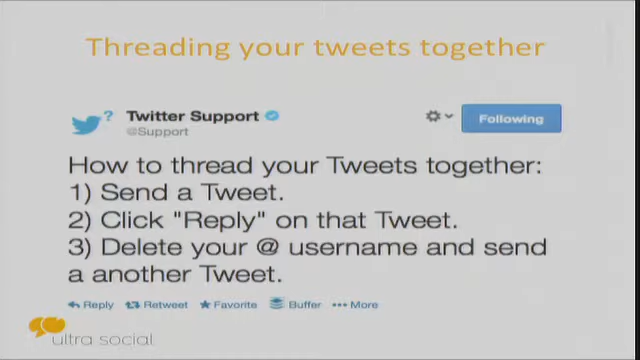 Threading your tweets together
?
Twitter Support
@Support
Following
How to thread your Tweets together:
1) Send a Tweet.
2) Click "Reply" on that Tweet.
3) Delete your @ username and send
a another Tweet.
Reply Retweet Favorite Buffer More
ultra social